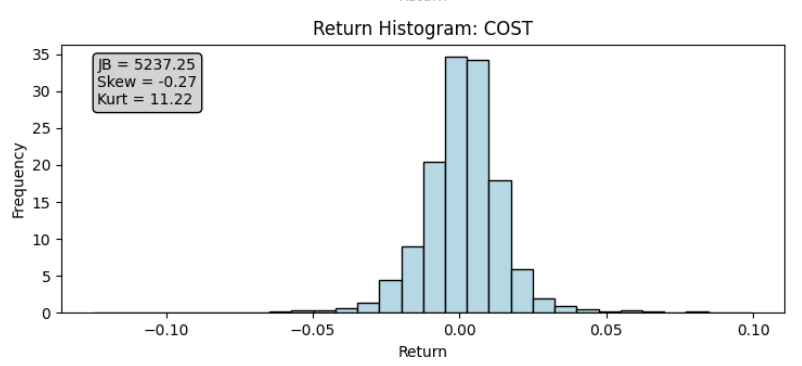 Return Histogram: COST
JB = 5237.25
Skew = -0.27
Kurt = 11.22
Frequency
35
30
25
20
15
10
5
0
−0.10 −0.05 0.00 0.05 0.10
Return